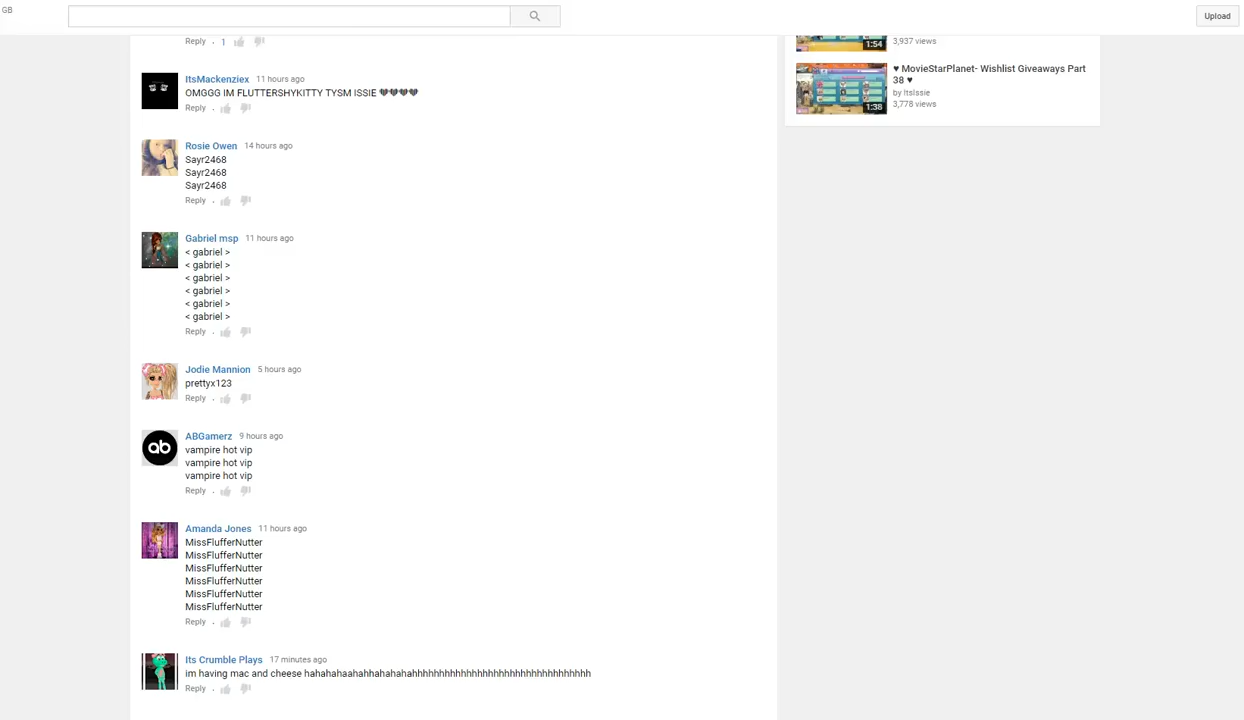 GB
Upload
Reply . 1
ItsMackenziex 11 hours ago
OMGGG IM FLUTTERSHYKITTY TYSM ISSIE 💔💔💔💔
Reply .
Rosie Owen 14 hours ago
Sayr2468
Sayr2468
Sayr2468
Reply .
Gabriel msp 11 hours ago
< gabriel >
< gabriel >
< gabriel >
< gabriel >
< gabriel >
< gabriel >
Reply .
Jodie Mannion 5 hours ago
prettyx123
Reply .
ab
ABGamerz 9 hours ago
vampire hot vip
vampire hot vip
vampire hot vip
Reply .
Amanda Jones 11 hours ago
MissFlufferNutter
MissFlufferNutter
MissFlufferNutter
MissFlufferNutter
MissFlufferNutter
MissFlufferNutter
Reply .
Its Crumble Plays 17 minutes ago
im having mac and cheese hahahahaahahhahahahahhhhhhhhhhhhhhhhhhhhhhhhhhhhhhhhhh
Reply .
1:54
3,937 views
1:38
♥ MovieStarPlanet- Wishlist Giveaways Part
38 ♥
by ItsIssie
3,778 views